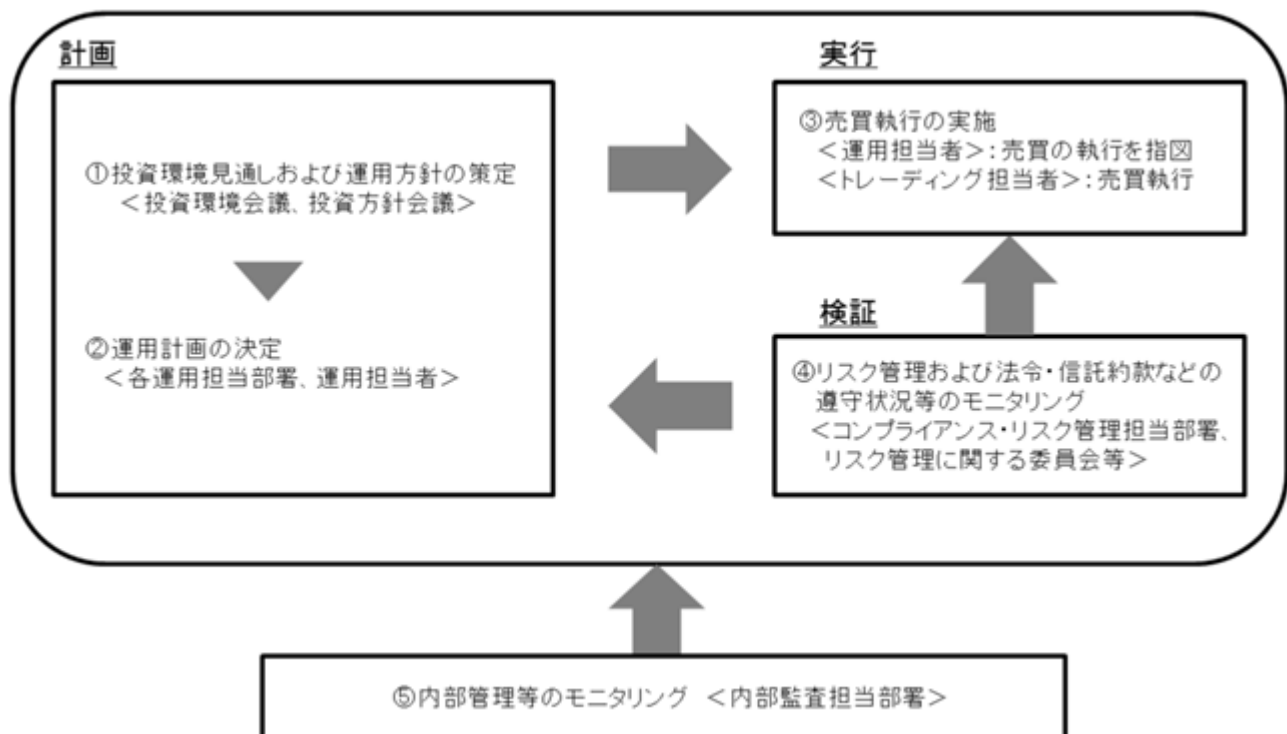 計画
①投資環境見通しおよび運用方針の策定
<投資環境会議、投資方針会議>
②運用計画の決定
<各運用担当部署、運用担当者>
実行
③売買執行の実施
<運用担当者>:売買の執行を指図
<トレーディング担当者>:売買執行
検証
④リスク管理および法令・信託約款などの
遵守状況等のモニタリング
<コンプライアンス・リスク管理担当部署、
リスク管理に関する委員会等>
⑤内部管理等のモニタリング <内部監査担当部署>